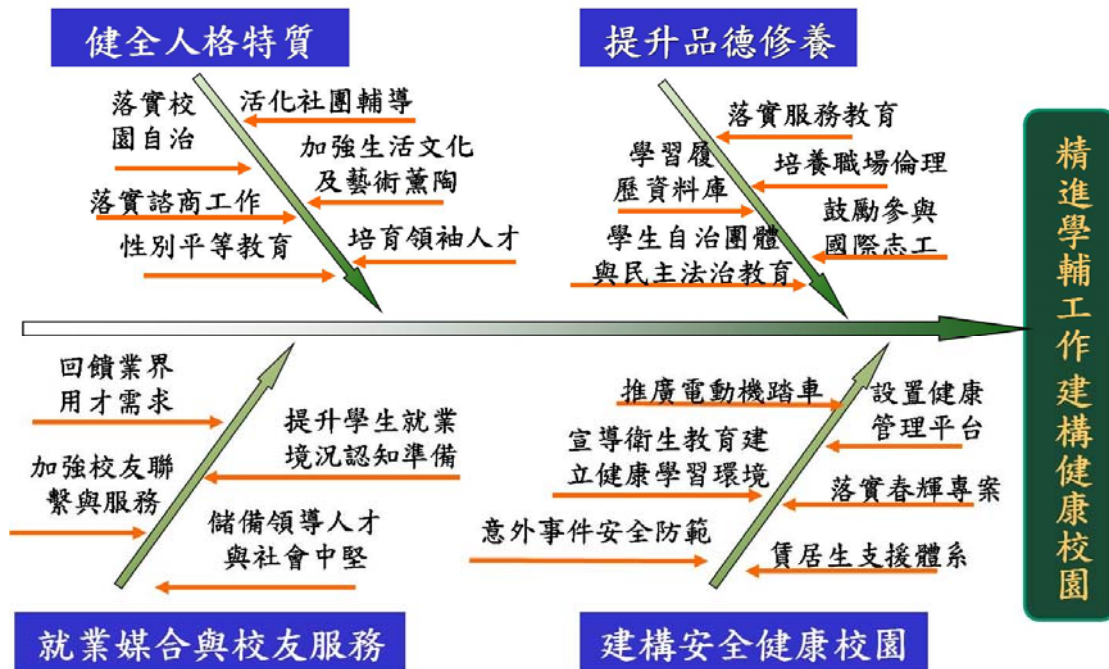 健全人格特質
提升品德修養
落實校
園自治
活化社團輔導
加強生活文化
及藝術薰陶
落實諮商工作
性別平等教育
培育領袖人才
落實服務教育
學習履
歷資料庫
培養職場倫理
鼓勵參與
國際志工
學生自治團體
與民主法治教育
精進學輔工作建構健康校園
回饋業界
用才需求
提升學生就業
境況認知準備
加強校友聯
繫與服務
儲備領導人才
與社會中堅
推廣電動機踏車
設置健康
管理平台
宣導衛生教育建
立健康學習環境
落實春輝專案
意外事件安全防範
賃居生支援體系
就業媒合與校友服務
建構安全健康校園